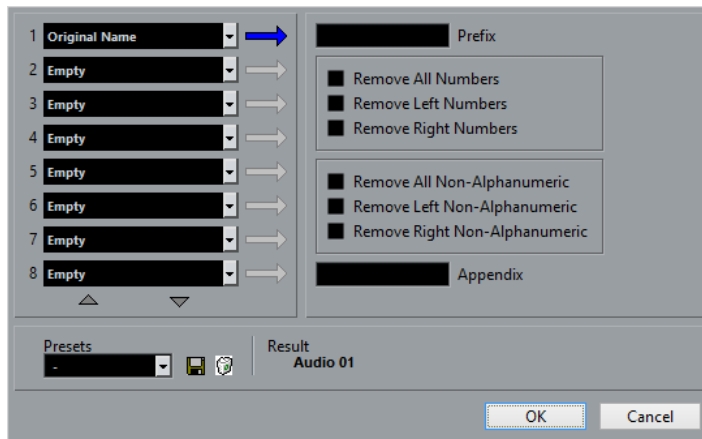 1 Original Name
2 Empty
3 Empty
4 Empty
5 Empty
6 Empty
7 Empty
8 Empty
Prefix
Remove All Numbers
Remove Left Numbers
Remove Right Numbers
Remove All Non-Alphanumeric
Remove Left Non-Alphanumeric
Remove Right Non-Alphanumeric
Appendix
Presets
-
Result
Audio 01
OK
Cancel